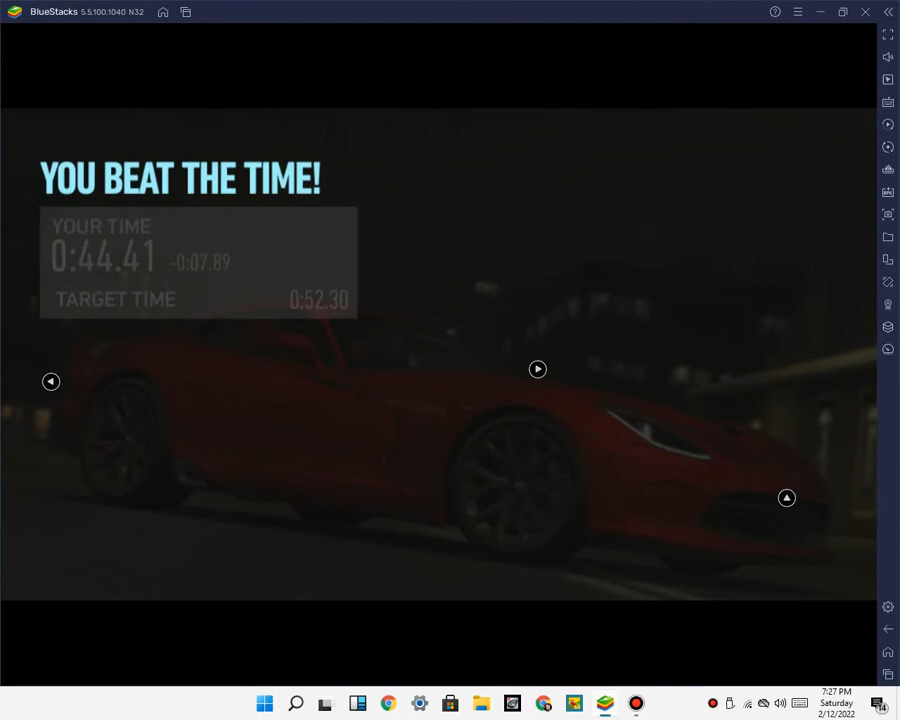 BlueStacks 5.5.100.1040 N32
YOU BEAT THE TIME!
YOUR TIME
0:44.41 -0:07.89
TARGET TIME 0:52.30
7:27 PM
Saturday
2/12/2022
14